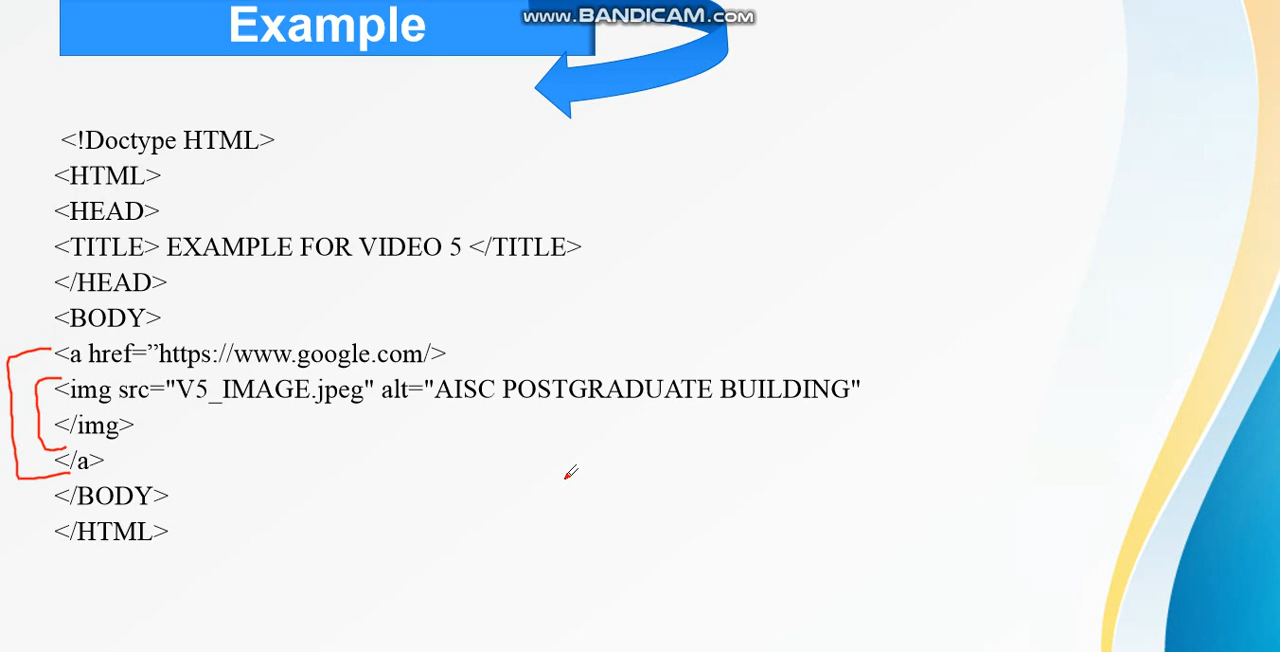 www.BANDICAM.com
Example
<!Doctype HTML>
<HTML>
<HEAD>
<TITLE> EXAMPLE FOR VIDEO 5 </TITLE>
</HEAD>
<BODY>
<a href=”https://www.google.com/>
<img src="V5_IMAGE.jpeg" alt="AISC POSTGRADUATE BUILDING"
</img>
</a>
</BODY>
</HTML>